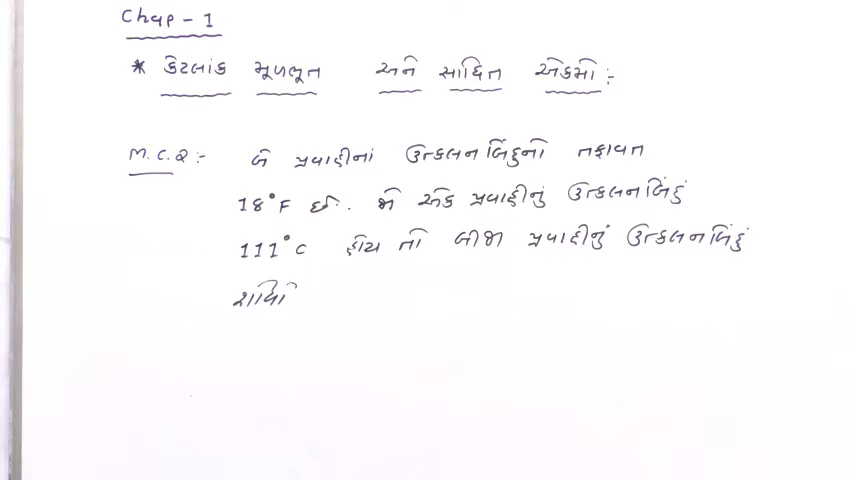 Chap - 1
* કેટલાંક મૂળભૂત અને સાધિત એકમો :-
M.C.Q :- બે પ્રવાહીનાં ઉત્કલનબિંદુનો તફાવત
18°F છે. જો એક પ્રવાહીનું ઉત્કલનબિંદું
111°C હોય તો બીજા પ્રવાહીનું ઉત્કલનબિંદું
શોધો